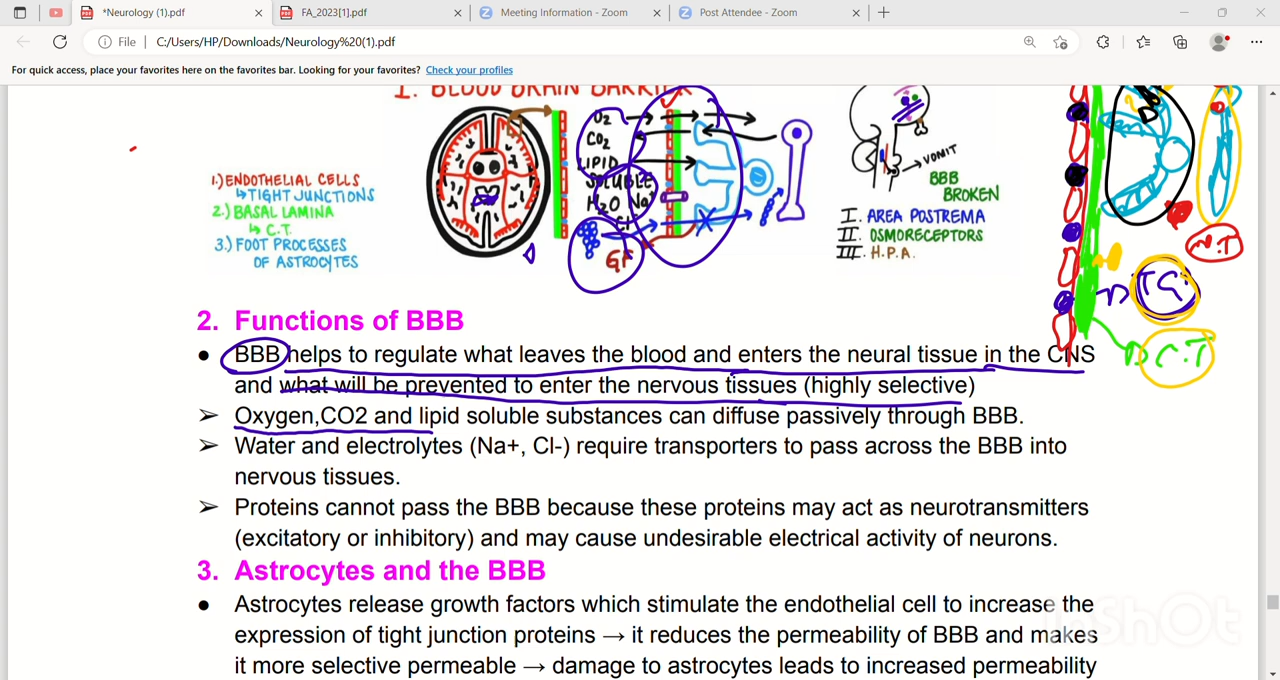 *Neurology (1).pdf
FA_2023[1].pdf
Meeting Information - Zoom
Post Attendee - Zoom
File
C:/Users/HP/Downloads/Neurology%20(1).pdf
For quick access, place your favorites here on the favorites bar. Looking for your favorites? Check your profiles
I. BLOOD BRAIN BARRIER
1.) ENDOTHELIAL CELLS
↳TIGHT JUNCTIONS
2.) BASAL LAMINA
↳ C.T.
3.) FOOT PROCESSES
OF ASTROCYTES
O2
CO2
LIPID
SOLUBLE
H2O Na
Cl-
GF
→ VOMIT
BBB
BROKEN
I. AREA POSTREMA
II. OSMORECEPTORS
III. H.P.A.
N.T
C.T
2. Functions of BBB
● BBB helps to regulate what leaves the blood and enters the neural tissue in the CNS
and what will be prevented to enter the nervous tissues (highly selective)
➢ Oxygen,CO2 and lipid soluble substances can diffuse passively through BBB.
➢ Water and electrolytes (Na+, Cl-) require transporters to pass across the BBB into
nervous tissues.
➢ Proteins cannot pass the BBB because these proteins may act as neurotransmitters
(excitatory or inhibitory) and may cause undesirable electrical activity of neurons.
3. Astrocytes and the BBB
● Astrocytes release growth factors which stimulate the endothelial cell to increase the
expression of tight junction proteins → it reduces the permeability of BBB and makes
it more selective permeable → damage to astrocytes leads to increased permeability
InShOt